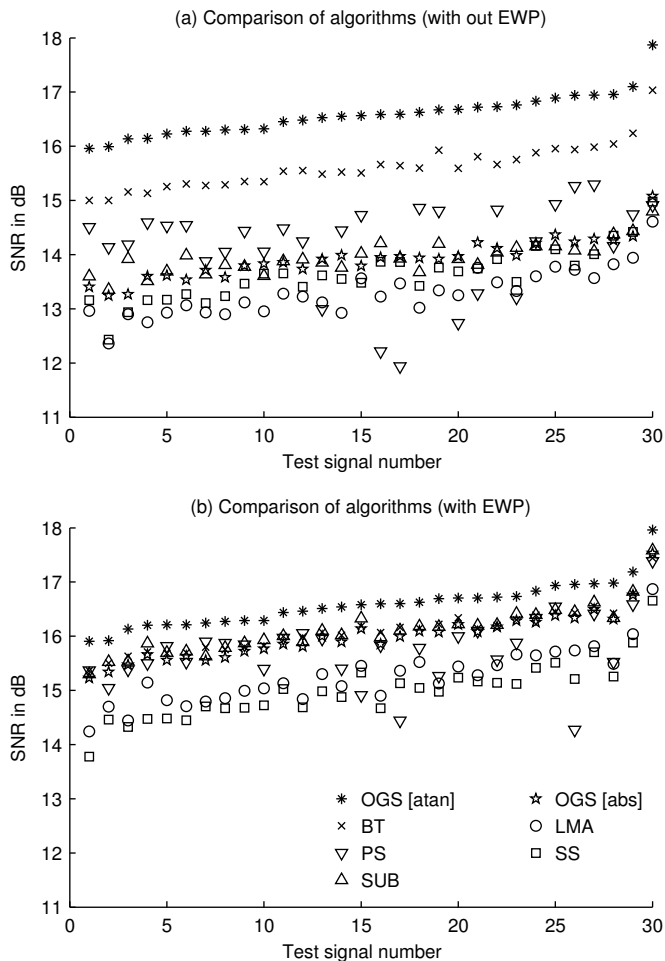 (a) Comparison of algorithms (with out EWP)
18
17
16
15
14
13
12
11
SNR in dB
0 5 10 15 20 25 30
Test signal number
(b) Comparison of algorithms (with EWP)
18
17
16
15
14
13
12
11
SNR in dB
OGS [atan] OGS [abs]
BT LMA
PS SS
SUB
0 5 10 15 20 25 30
Test signal number